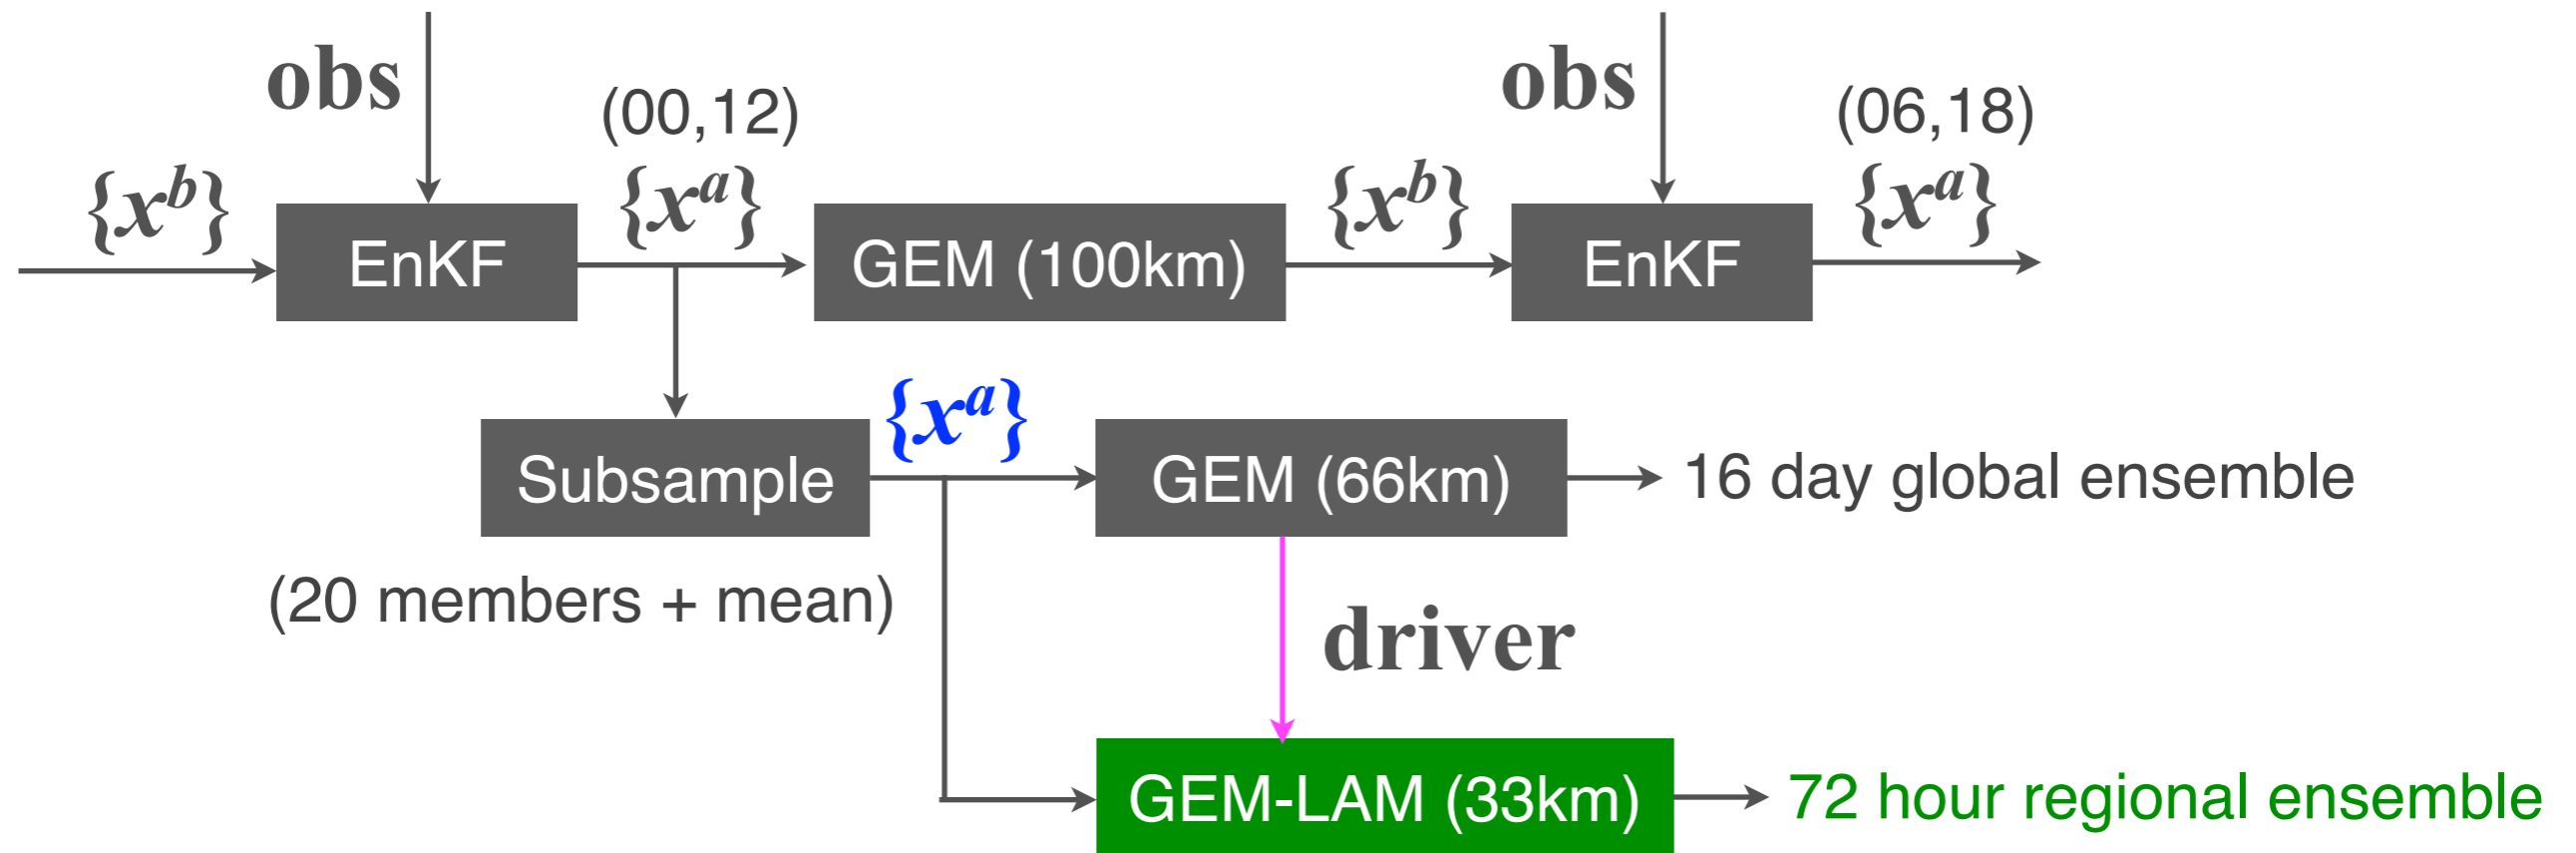 obs
(00,12)
obs
(06,18)
{x^b}
{x^a}
{x^b}
{x^a}
EnKF
GEM (100km)
EnKF
{x^a}
Subsample
GEM (66km)
16 day global ensemble
(20 members + mean)
driver
GEM-LAM (33km)
72 hour regional ensemble